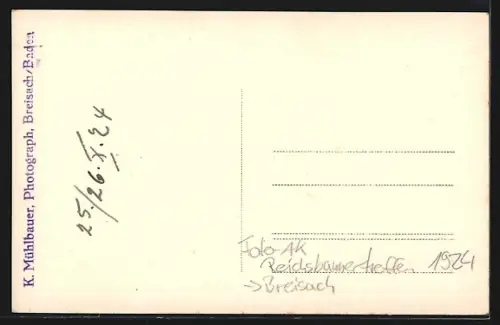 K. Mühlbauer, Photograph, Breisach/Baden
25./26. X. 24
Foto-AK
Reichsbannertreffen 1924
→ Breisach